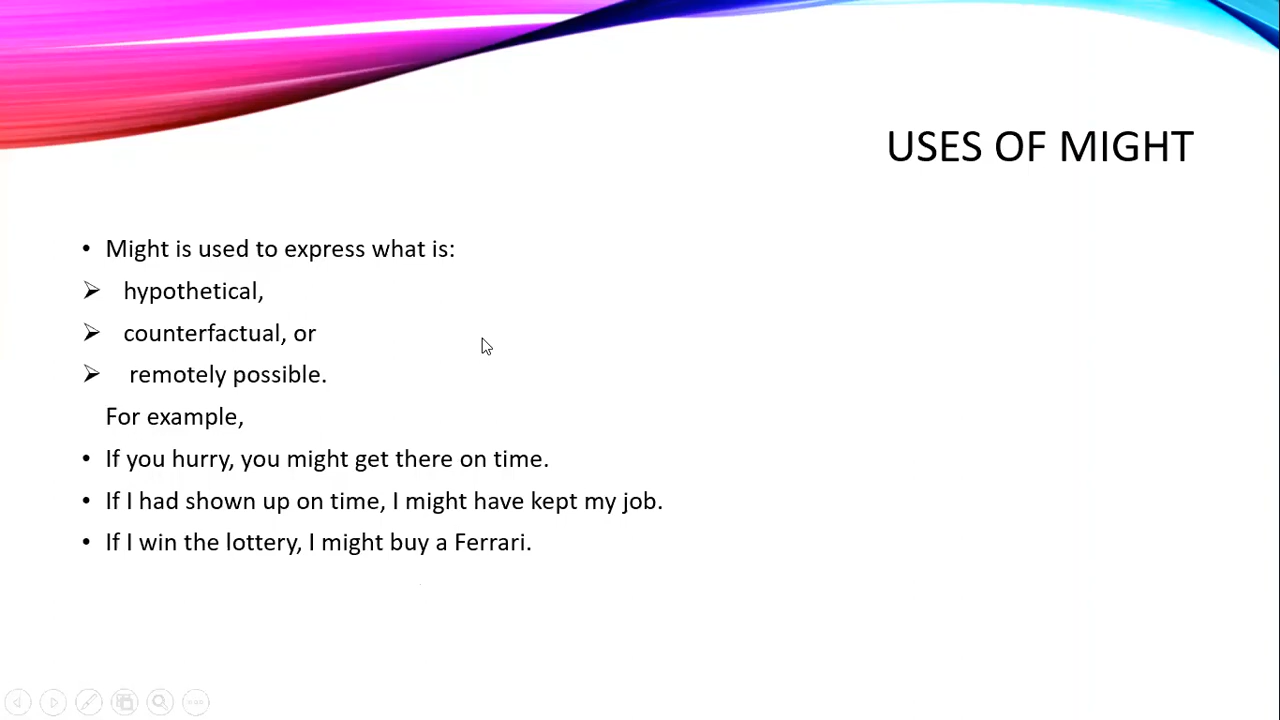 USES OF MIGHT
• Might is used to express what is:
➢ hypothetical,
➢ counterfactual, or
➢ remotely possible.
For example,
• If you hurry, you might get there on time.
• If I had shown up on time, I might have kept my job.
• If I win the lottery, I might buy a Ferrari.